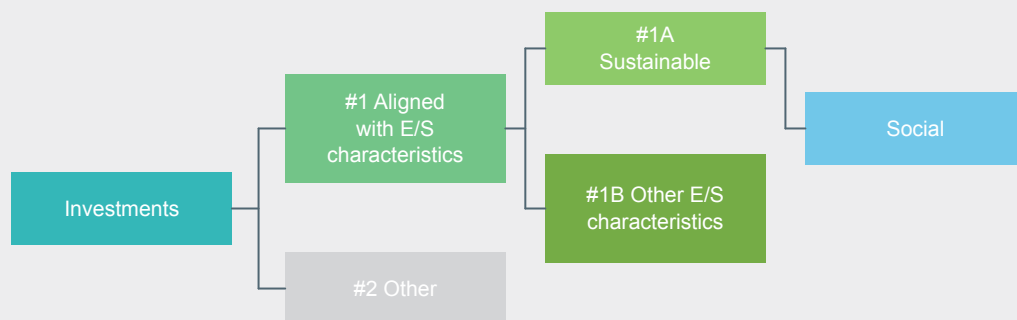 Investments
#1 Aligned
with E/S
characteristics
#2 Other
#1A
Sustainable
#1B Other E/S
characteristics
Social